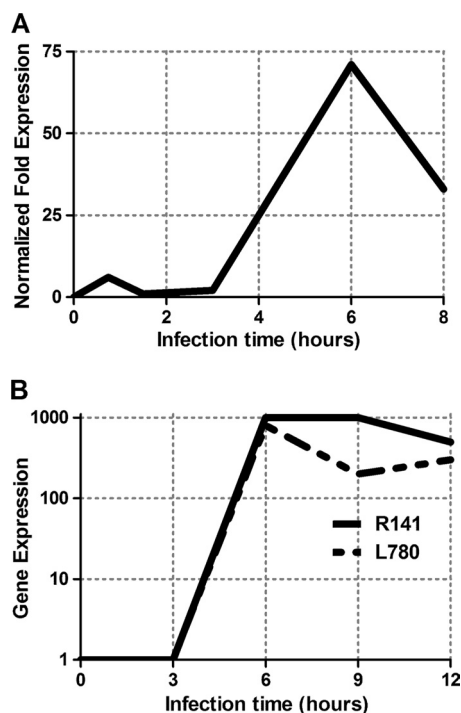 A
Normalized Fold Expression
75
50
25
0
0 2 4 6 8
Infection time (hours)
B
Gene Expression
1000
100
10
1
R141
L780
0 3 6 9 12
Infection time (hours)